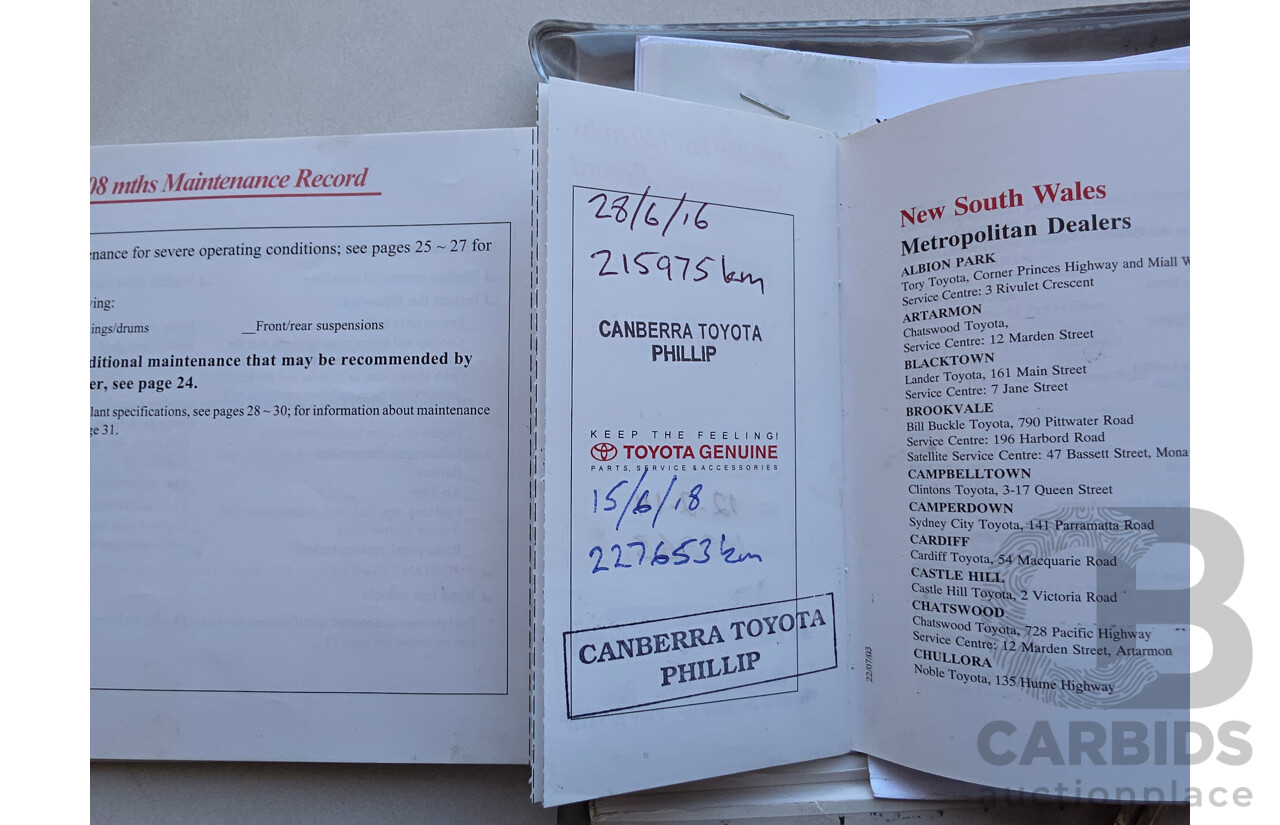 08 mths Maintenance Record
enance for severe operating conditions; see pages 25 ~ 27 for
ving:
ings/drums __Front/rear suspensions
ditional maintenance that may be recommended by
er, see page 24.
lant specifications, see pages 28 ~ 30; for information about maintenance
ge 31.
28/6/16
215975km
CANBERRA TOYOTA
PHILLIP
KEEP THE FEELING!
TOYOTA GENUINE
PARTS, SERVICE & ACCESSORIES
15/6/18
227653km
CANBERRA TOYOTA
PHILLIP
22/07/03
New South Wales
Metropolitan Dealers
ALBION PARK
Tory Toyota, Corner Princes Highway and Miall W
Service Centre: 3 Rivulet Crescent
ARTARMON
Chatswood Toyota,
Service Centre: 12 Marden Street
BLACKTOWN
Lander Toyota, 161 Main Street
Service Centre: 7 Jane Street
BROOKVALE
Bill Buckle Toyota, 790 Pittwater Road
Service Centre: 196 Harbord Road
Satellite Service Centre: 47 Bassett Street, Mona
CAMPBELLTOWN
Clintons Toyota, 3-17 Queen Street
CAMPERDOWN
Sydney City Toyota, 141 Parramatta Road
CARDIFF
Cardiff Toyota, 54 Macquarie Road
CASTLE HILL
Castle Hill Toyota, 2 Victoria Road
CHATSWOOD
Chatswood Toyota, 728 Pacific Highway
Service Centre: 12 Marden Street, Artarmon
CHULLORA
Noble Toyota, 135 Hume Highway
CARBIDS
auctionplace